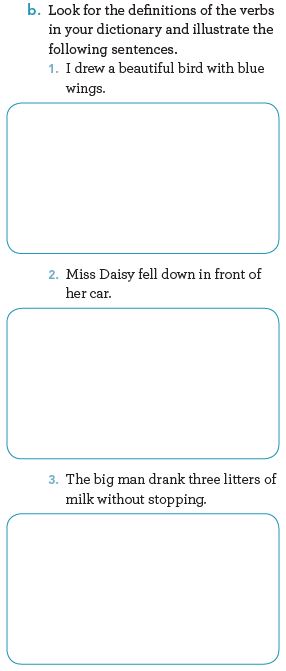 b. Look for the definitions of the verbs
in your dictionary and illustrate the
following sentences.
1. I drew a beautiful bird with blue
wings.
2. Miss Daisy fell down in front of
her car.
3. The big man drank three litters of
milk without stopping.